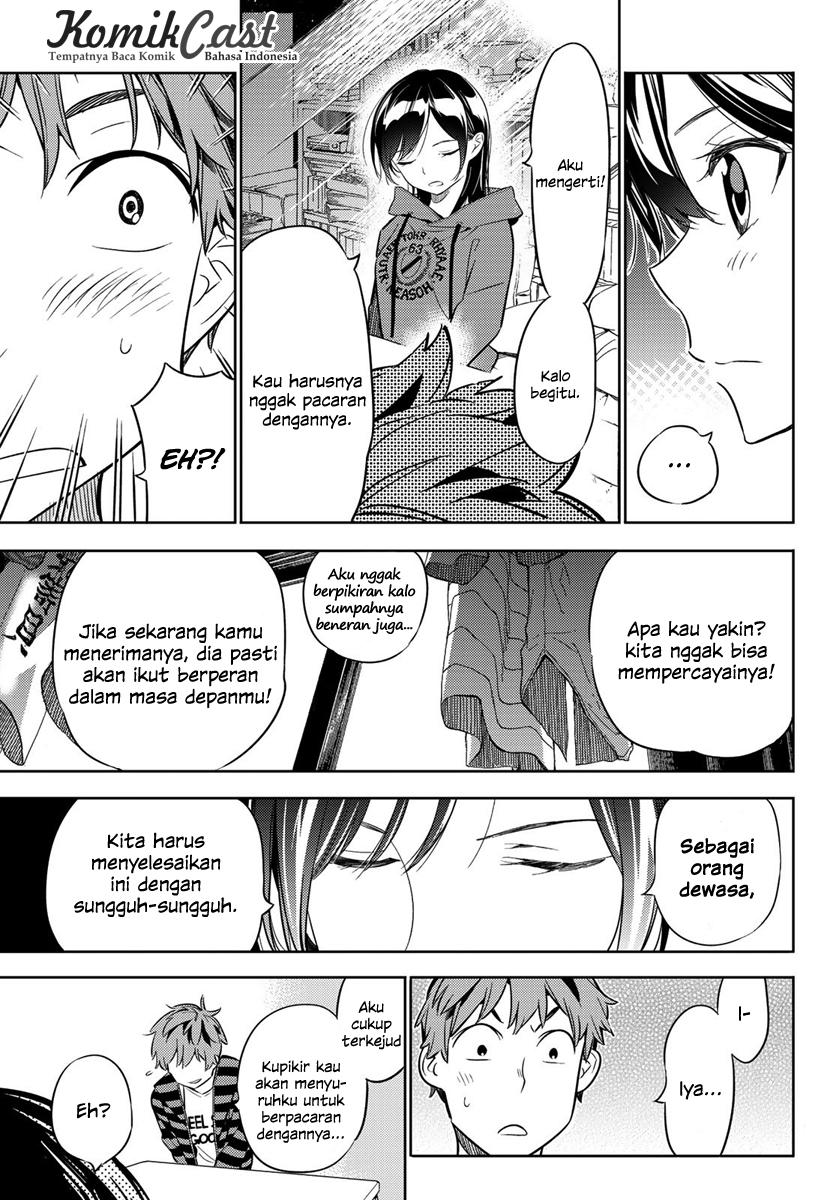 KomikCast
Tempatnya Baca Komik Bahasa Indonesia
...
Aku
mengerti!
Kalo
begitu.
Kau harusnya
nggak pacaran
dengannya.
EH?!
Apa kau yakin?
kita nggak bisa
mempercayainya!
Aku nggak
berpikiran kalo
sumpahnya
beneran juga...
Jika sekarang kamu
menerimanya, dia pasti
akan ikut berperan
dalam masa depanmu!
Sebagai
orang
dewasa,
Kita harus
menyelesaikan
ini dengan
sungguh-sungguh.
I-
Iya...
Aku
cukup
terkejud
Kupikir kau
akan menyu-
ruhku untuk
berpacaran
dengannya...
Eh?